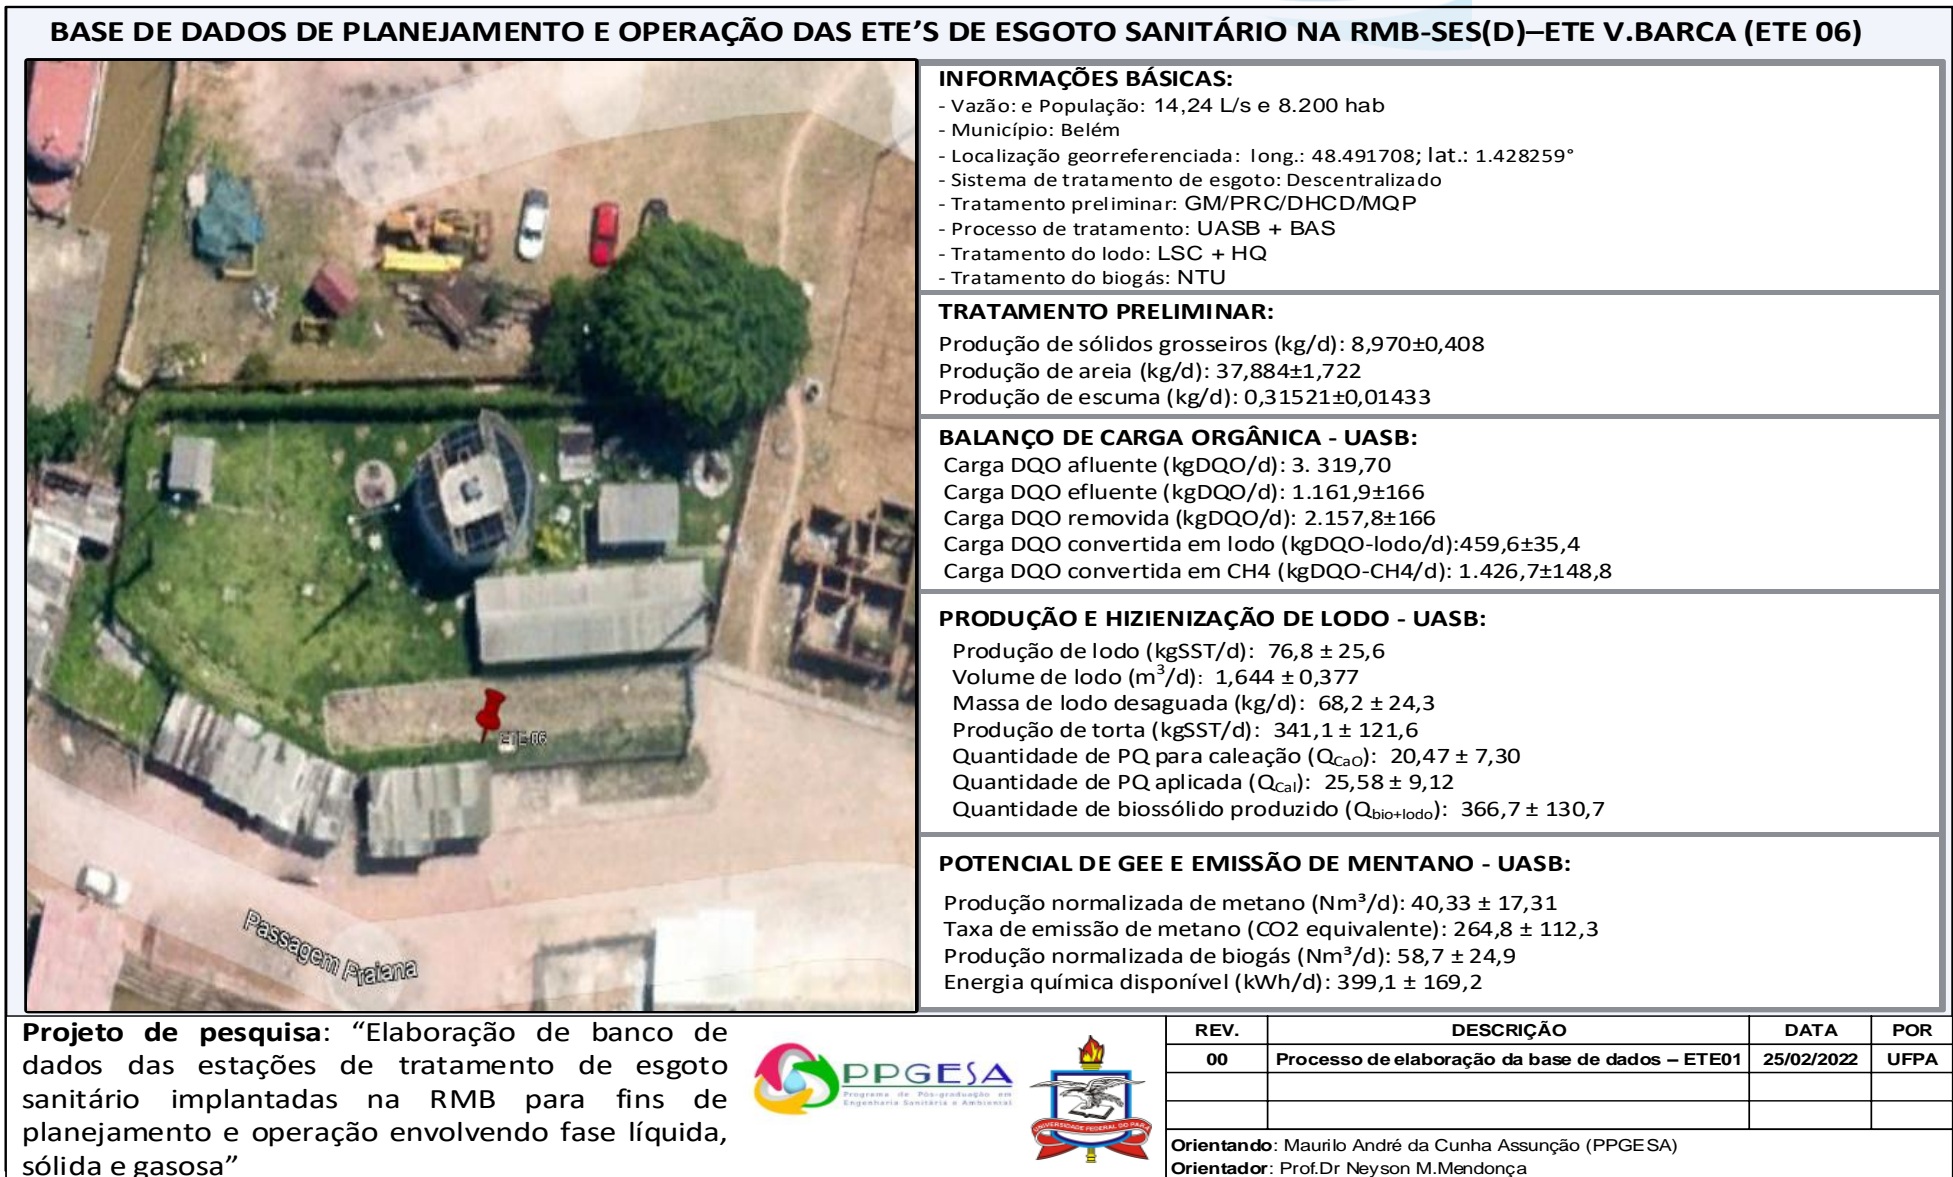 BASE DE DADOS DE PLANEJAMENTO E OPERAÇÃO DAS ETE'S DE ESGOTO SANITÁRIO NA RMB-SES(D)–ETE V.BARCA (ETE 06)
ETE-06
Passagem Praiana
INFORMAÇÕES BÁSICAS:
- Vazão: e População: 14,24 L/s e 8.200 hab
- Município: Belém
- Localização georreferenciada: long.: 48.491708; lat.: 1.428259°
- Sistema de tratamento de esgoto: Descentralizado
- Tratamento preliminar: GM/PRC/DHCD/MQP
- Processo de tratamento: UASB + BAS
- Tratamento do lodo: LSC + HQ
- Tratamento do biogás: NTU
TRATAMENTO PRELIMINAR:
Produção de sólidos grosseiros (kg/d): 8,970±0,408
Produção de areia (kg/d): 37,884±1,722
Produção de escuma (kg/d): 0,31521±0,01433
BALANÇO DE CARGA ORGÂNICA - UASB:
Carga DQO afluente (kgDQO/d): 3. 319,70
Carga DQO efluente (kgDQO/d): 1.161,9±166
Carga DQO removida (kgDQO/d): 2.157,8±166
Carga DQO convertida em lodo (kgDQO-lodo/d):459,6±35,4
Carga DQO convertida em CH4 (kgDQO-CH4/d): 1.426,7±148,8
PRODUÇÃO E HIZIENIZAÇÃO DE LODO - UASB:
Produção de lodo (kgSST/d): 76,8 ± 25,6
Volume de lodo (m³/d): 1,644 ± 0,377
Massa de lodo desaguada (kg/d): 68,2 ± 24,3
Produção de torta (kgSST/d): 341,1 ± 121,6
Quantidade de PQ para caleação (QCaO): 20,47 ± 7,30
Quantidade de PQ aplicada (QCal): 25,58 ± 9,12
Quantidade de biossólido produzido (Qbio+lodo): 366,7 ± 130,7
POTENCIAL DE GEE E EMISSÃO DE MENTANO - UASB:
Produção normalizada de metano (Nm³/d): 40,33 ± 17,31
Taxa de emissão de metano (CO2 equivalente): 264,8 ± 112,3
Produção normalizada de biogás (Nm³/d): 58,7 ± 24,9
Energia química disponível (kWh/d): 399,1 ± 169,2
Projeto de pesquisa: “Elaboração de banco de
dados das estações de tratamento de esgoto
sanitário implantadas na RMB para fins de
planejamento e operação envolvendo fase líquida,
sólida e gasosa”
PPGESA
Programa de Pós-graduação em
Engenharia Sanitária e Ambiental
UNIVERSIDADE FEDERAL DO PARÁ
REV. DESCRIÇÃO DATA POR
00 Processo de elaboração da base de dados – ETE01 25/02/2022 UFPA
Orientando: Maurilo André da Cunha Assunção (PPGESA)
Orientador: Prof.Dr Neyson M.Mendonça